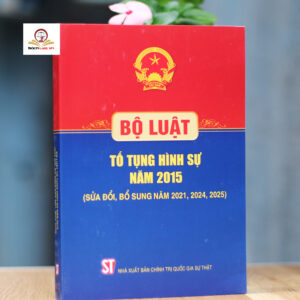 BỘ LUẬT
TỐ TỤNG HÌNH SỰ
NĂM 2015
(SỬA ĐỔI, BỔ SUNG NĂM 2021, 2024, 2025)
ST NHÀ XUẤT BẢN CHÍNH TRỊ QUỐC GIA SỰ THẬT